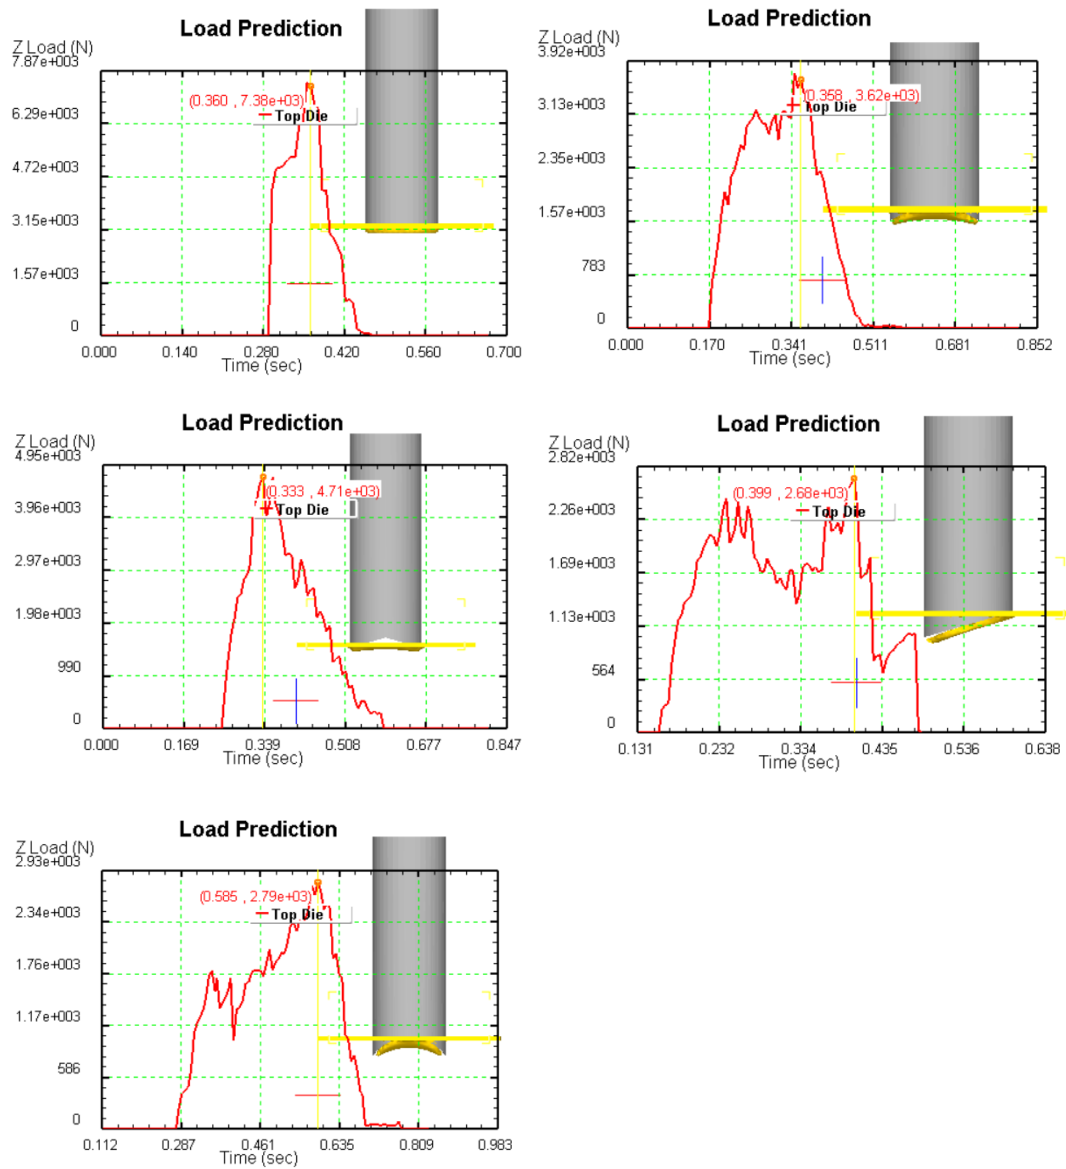 Load Prediction
Z Load (N)
7.87e+003
(0.360 , 7.38e+03)
Top Die
6.29e+003
4.72e+003
3.15e+003
1.57e+003
0
0.000 0.140 0.280 0.420 0.560 0.700
Time (sec)
Load Prediction
Z Load (N)
3.92e+003
(0.358 , 3.62e+03)
Top Die
3.13e+003
2.35e+003
1.57e+003
783
0
0.000 0.170 0.341 0.511 0.681 0.852
Time (sec)
Load Prediction
Z Load (N)
4.95e+003
(0.333 , 4.71e+03)
Top Die
3.96e+003
2.97e+003
1.98e+003
990
0
0.000 0.169 0.339 0.508 0.677 0.847
Time (sec)
Load Prediction
Z Load (N)
2.82e+003
(0.399 , 2.68e+03)
Top Die
2.26e+003
1.69e+003
1.13e+003
564
0
0.131 0.232 0.334 0.435 0.536 0.638
Time (sec)
Load Prediction
Z Load (N)
2.93e+003
(0.585 , 2.79e+03)
Top Die
2.34e+003
1.76e+003
1.17e+003
586
0
0.112 0.287 0.461 0.635 0.809 0.983
Time (sec)